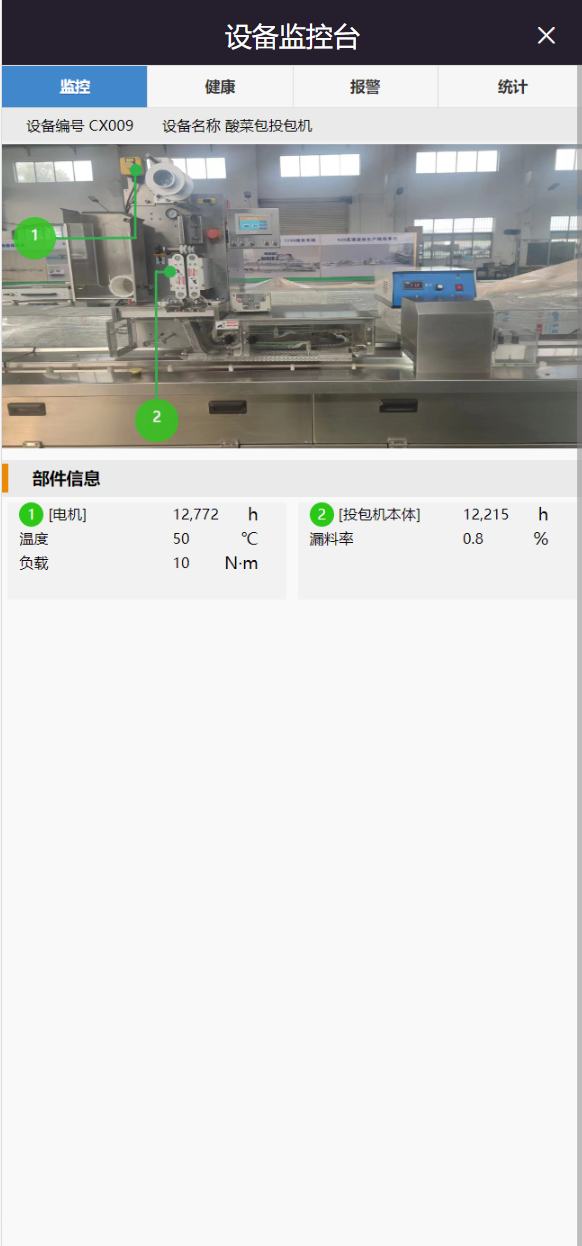 设备监控台
监控 健康 报警 统计
设备编号 CX009 设备名称 酸菜包投包机
1
2
部件信息
1 [电机] 12,772 h
温度 50 ℃
负载 10 N·m
2 [投包机本体] 12,215 h
漏料率 0.8 %